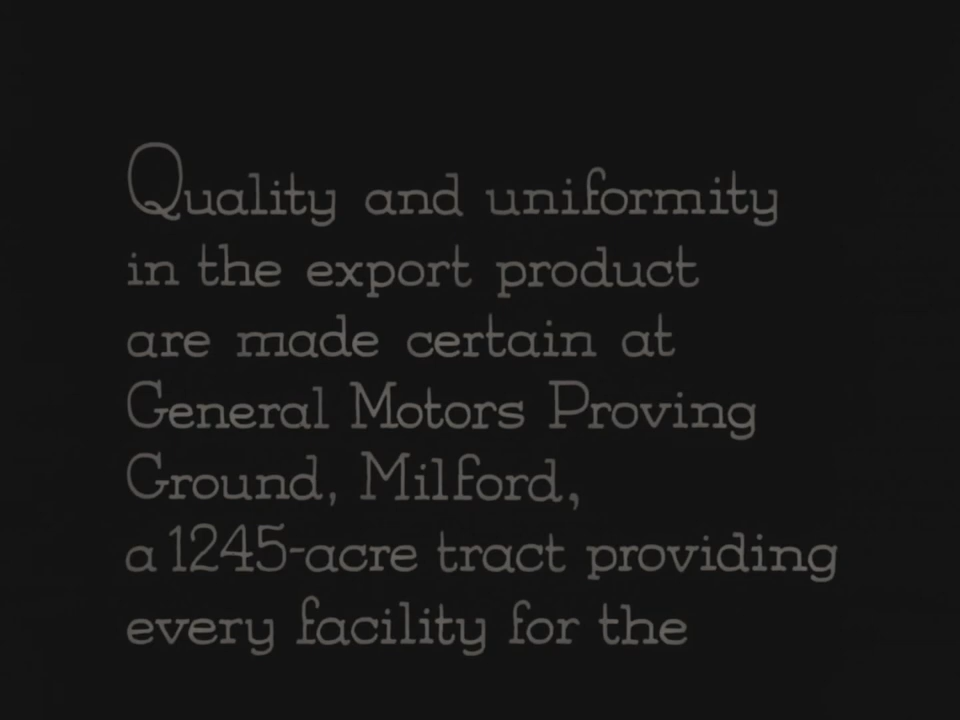 Quality and uniformity
in the export product
are made certain at
General Motors Proving
Ground, Milford,
a 1245-acre tract providing
every facility for the